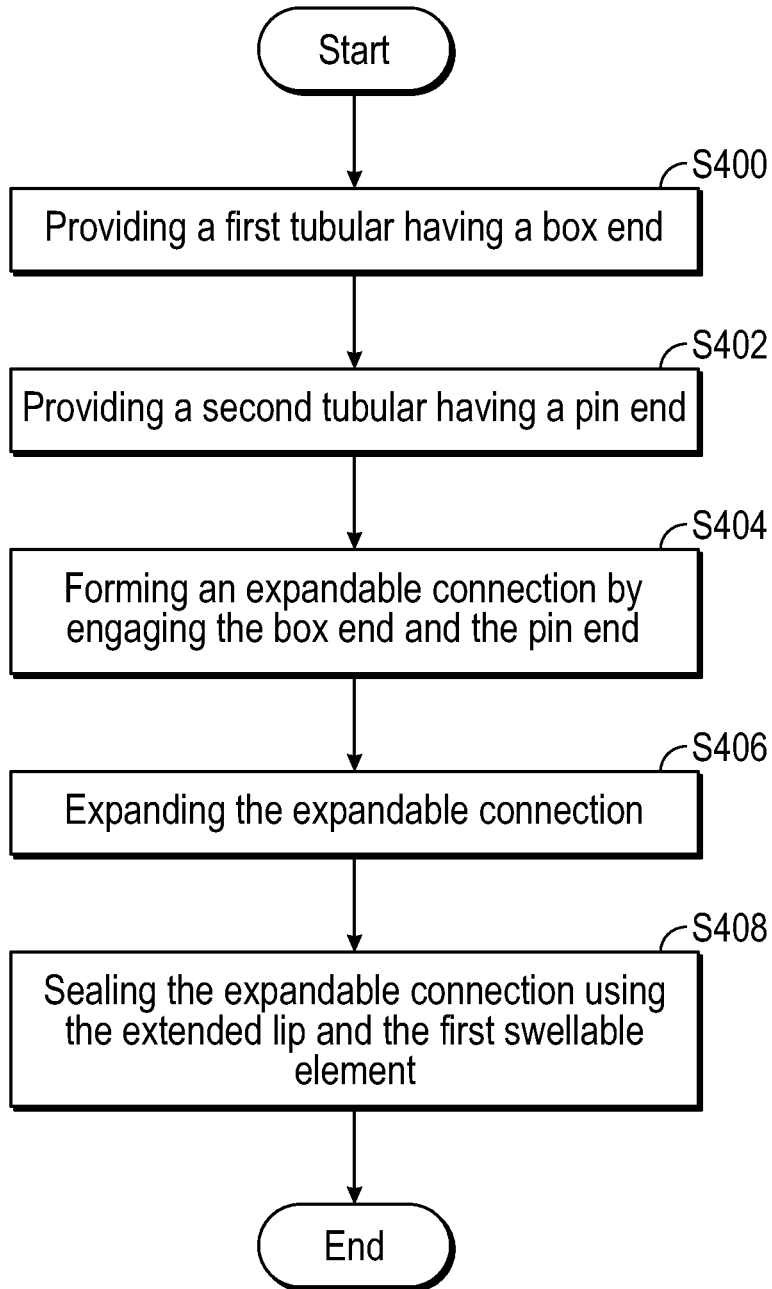 Start
S400
Providing a first tubular having a box end
S402
Providing a second tubular having a pin end
S404
Forming an expandable connection by
engaging the box end and the pin end
S406
Expanding the expandable connection
S408
Sealing the expandable connection using
the extended lip and the first swellable
element
End